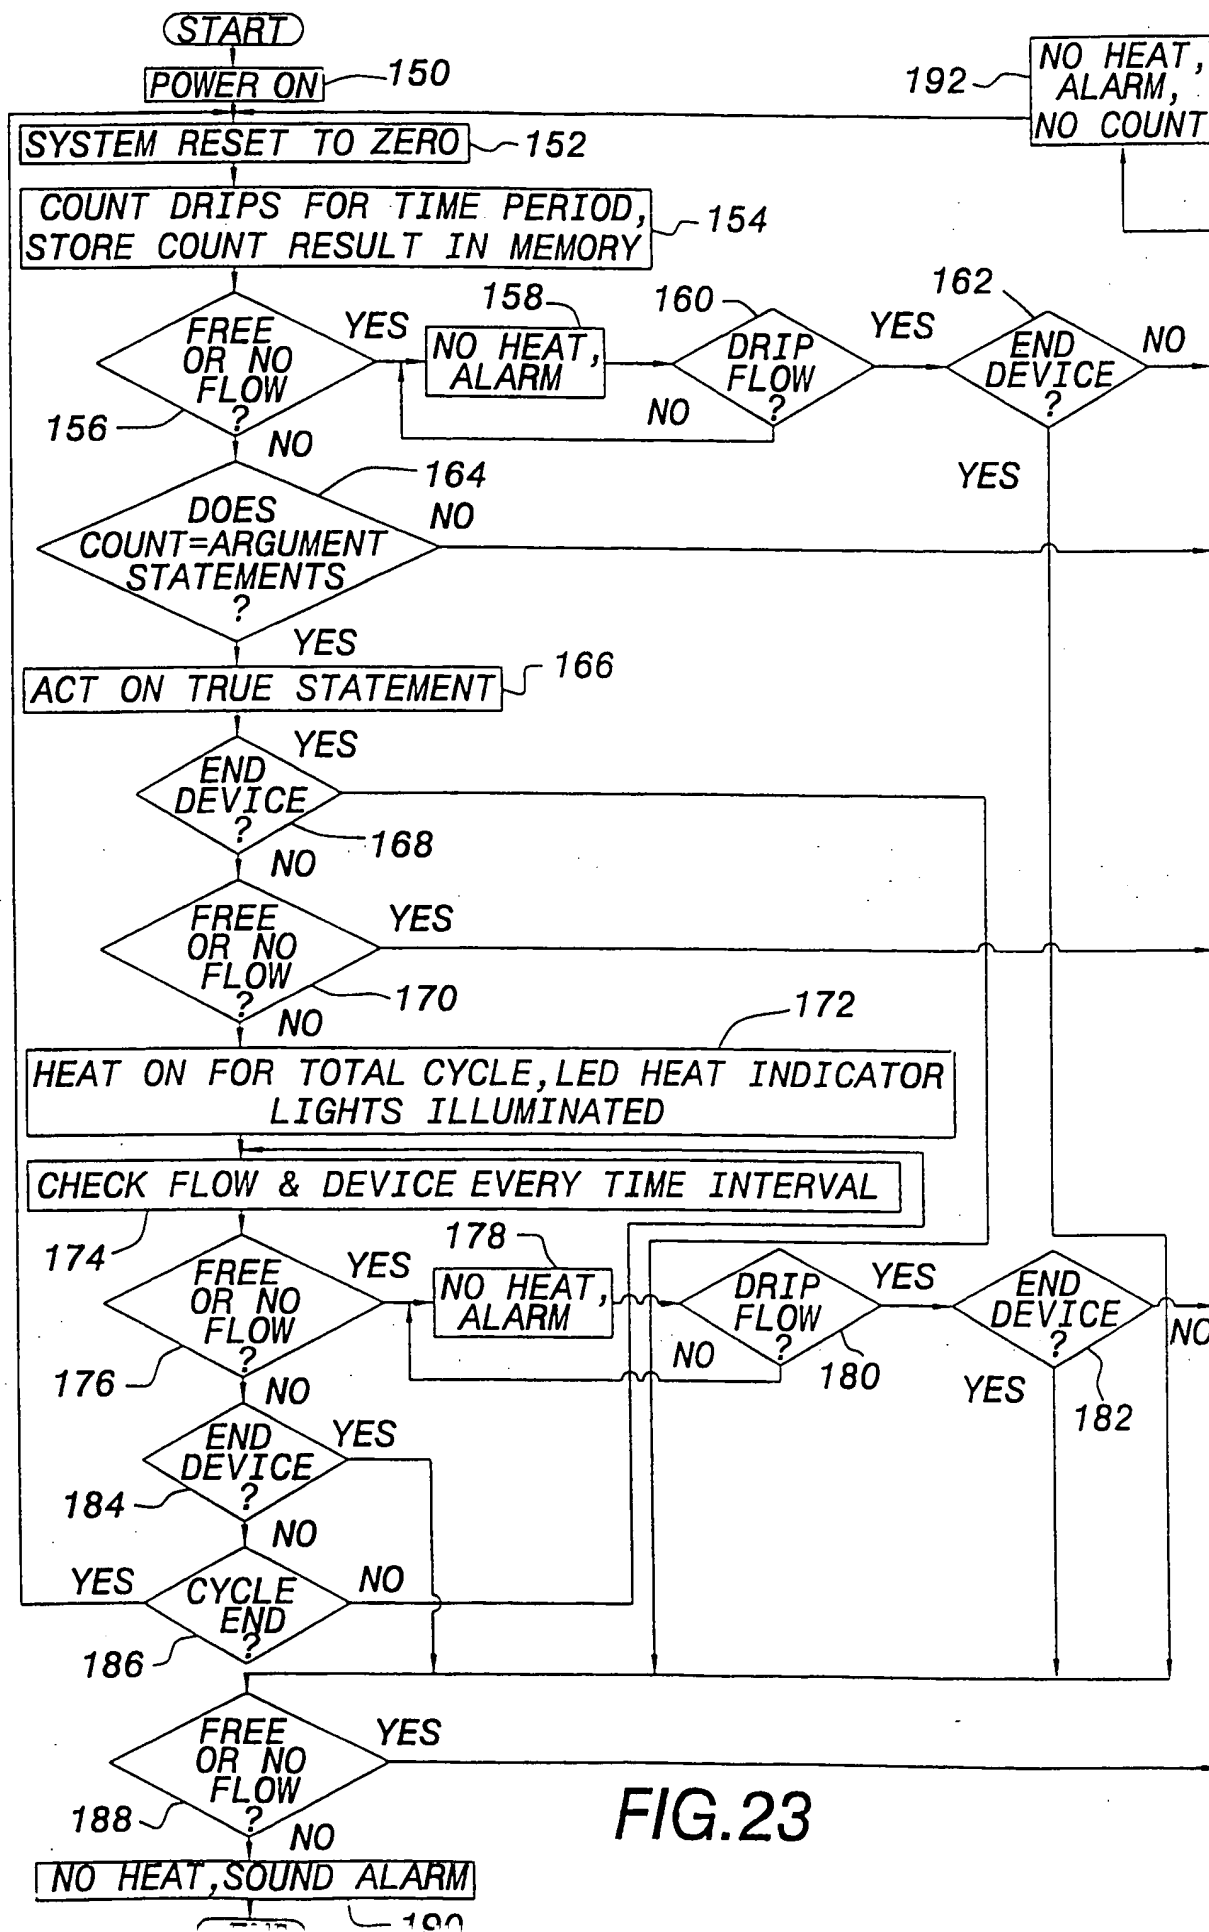 START
POWER ON
150
NO HEAT,
ALARM,
NO COUNT
192
SYSTEM RESET TO ZERO
152
COUNT DRIPS FOR TIME PERIOD,
STORE COUNT RESULT IN MEMORY
154
FREE
OR NO
FLOW
?
156
YES
NO
NO HEAT,
ALARM
158
DRIP
FLOW
?
160
YES
NO
END
DEVICE
?
162
NO
YES
DOES
COUNT=ARGUMENT
STATEMENTS
?
164
NO
YES
ACT ON TRUE STATEMENT
166
END
DEVICE
?
168
YES
NO
FREE
OR NO
FLOW
?
170
YES
NO
172
HEAT ON FOR TOTAL CYCLE, LED HEAT INDICATOR
LIGHTS ILLUMINATED
CHECK FLOW & DEVICE EVERY TIME INTERVAL
174
FREE
OR NO
FLOW
?
176
YES
NO
NO HEAT,
ALARM
178
DRIP
FLOW
?
180
YES
NO
END
DEVICE
?
182
NO
YES
END
DEVICE
?
184
YES
NO
CYCLE
END
?
186
YES
NO
FREE
OR NO
FLOW
?
188
YES
NO
NO HEAT, SOUND ALARM
190
FIG.23